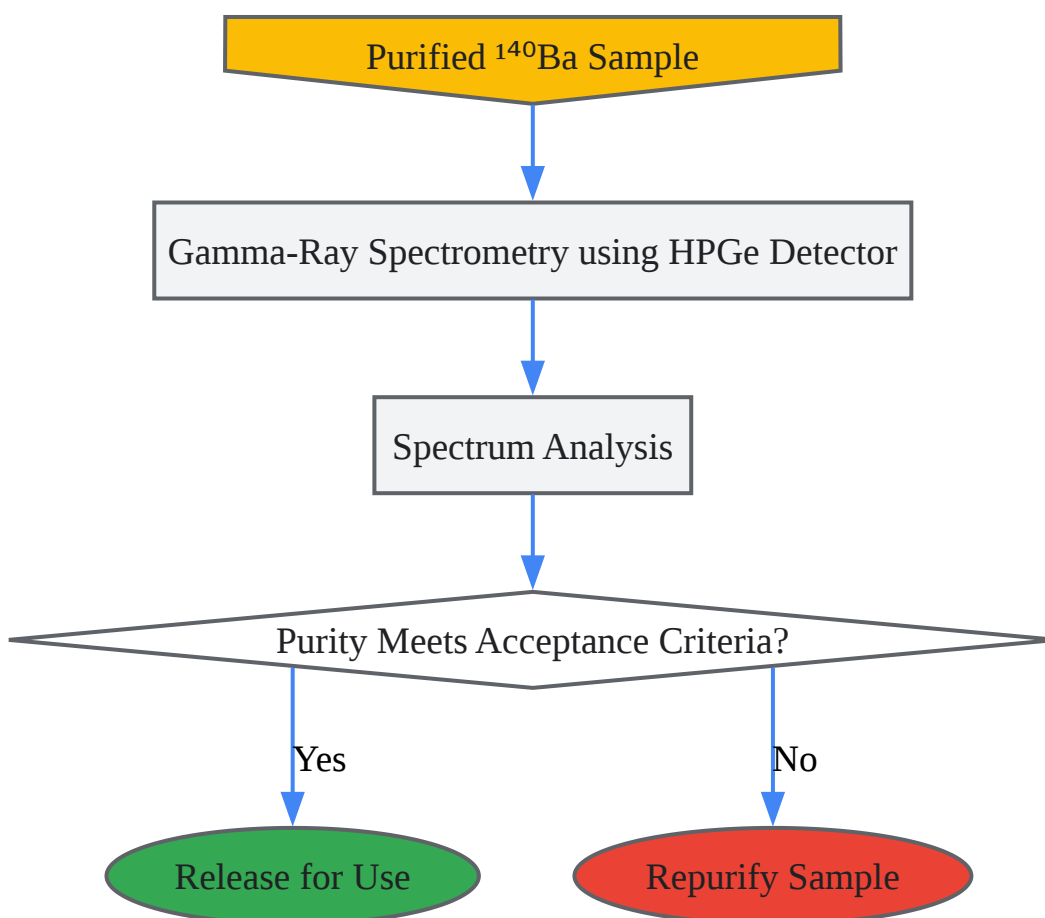 Purified ¹⁴⁰Ba Sample
Gamma-Ray Spectrometry using HPGe Detector
Spectrum Analysis
Purity Meets Acceptance Criteria?
Yes
No
Release for Use
Repurify Sample